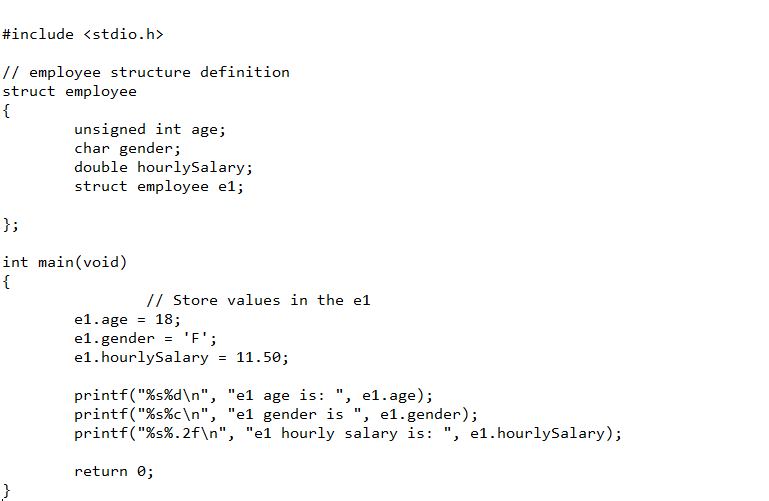 #include <stdio.h>
// employee structure definition
struct employee
{
unsigned int age;
char gender;
double hourlySalary;
struct employee e1;
};
int main(void)
{
// Store values in the e1
e1.age = 18;
e1.gender = 'F';
e1.hourlySalary = 11.50;
printf("%s%d\n", "e1 age is: ", e1.age);
printf("%s%c\n", "e1 gender is ", e1.gender);
printf("%s%.2f\n", "e1 hourly salary is: ", e1.hourlySalary);
return 0;
}